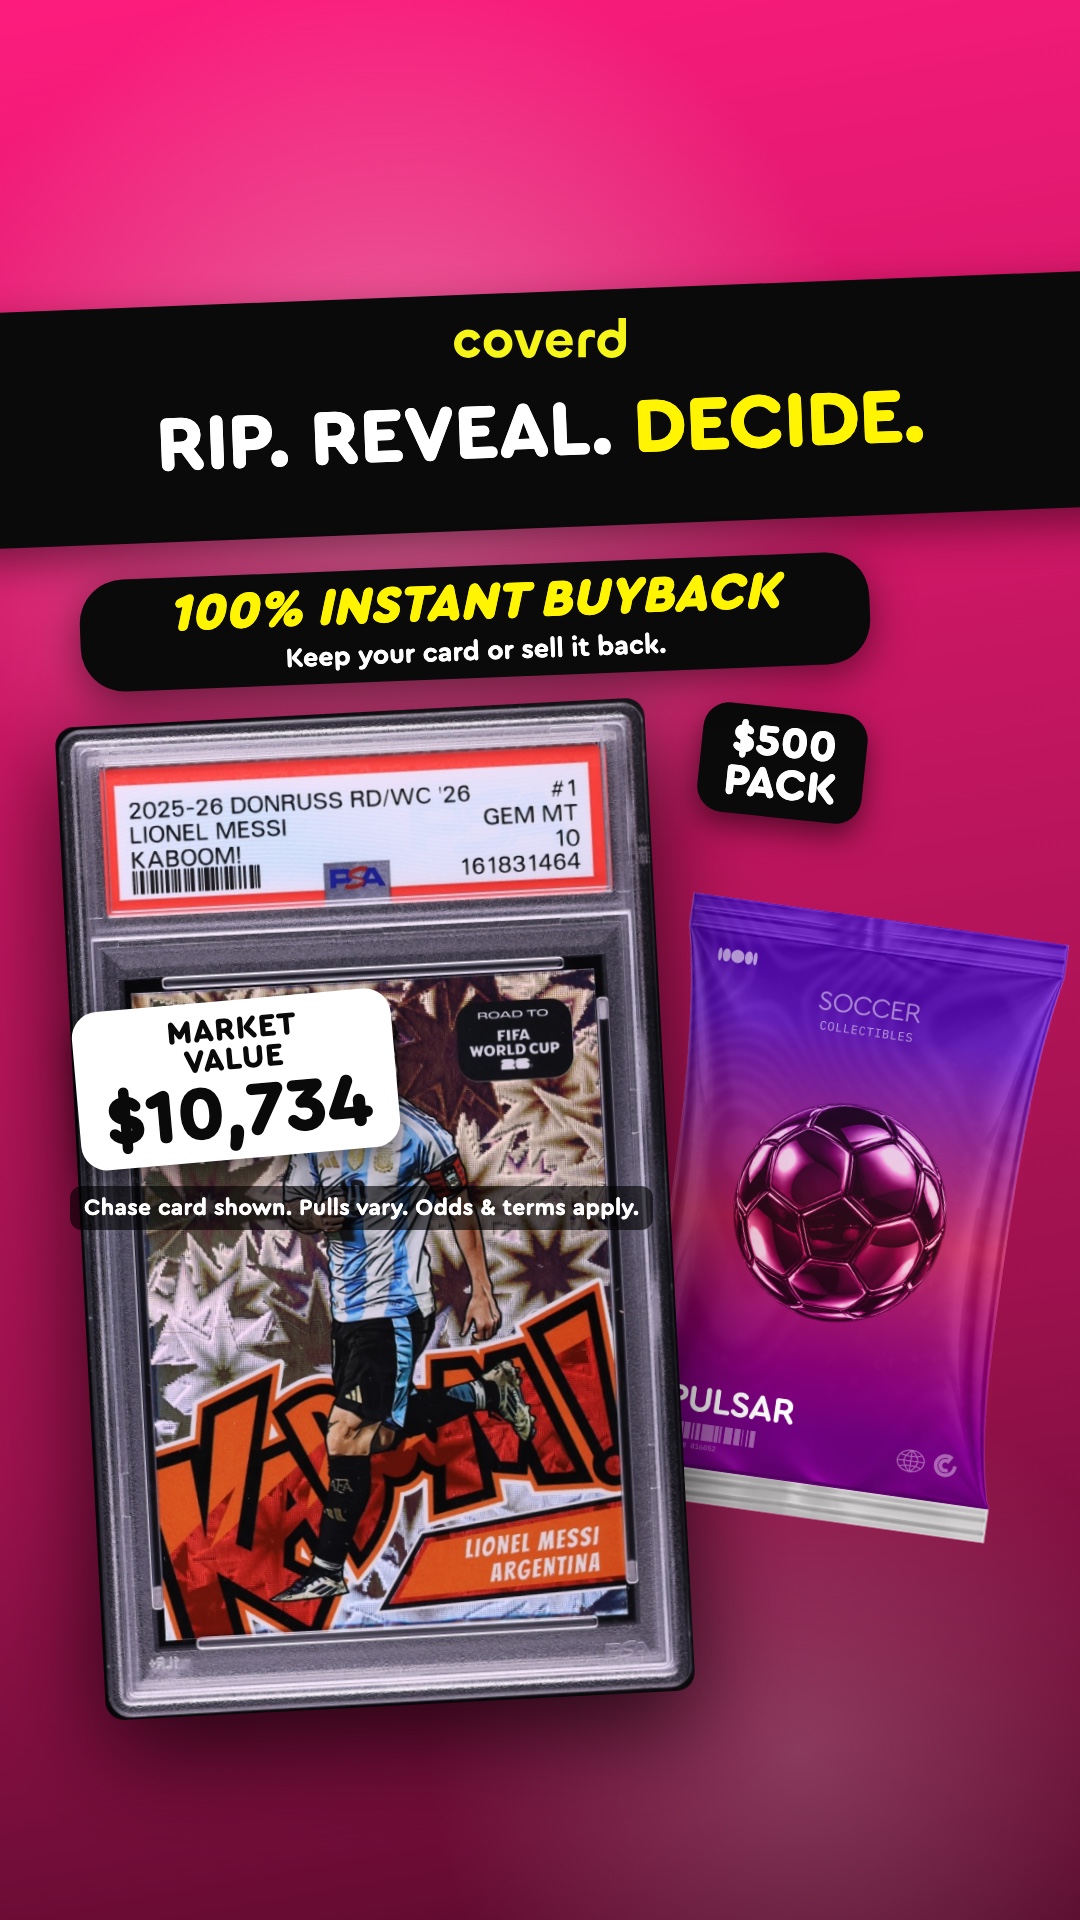 coverd
RIP. REVEAL. DECIDE.
100% INSTANT BUYBACK
Keep your card or sell it back.
$500
PACK
2025-26 DONRUSS RD/WC '26 #1
LIONEL MESSI GEM MT
KABOOM! 10
161831464
PSA
MARKET
VALUE
$10,734
ROAD TO
FIFA
WORLD CUP
26
Chase card shown. Pulls vary. Odds & terms apply.
KABOOM!
LIONEL MESSI
ARGENTINA
SOCCER
COLLECTIBLES
PULSAR